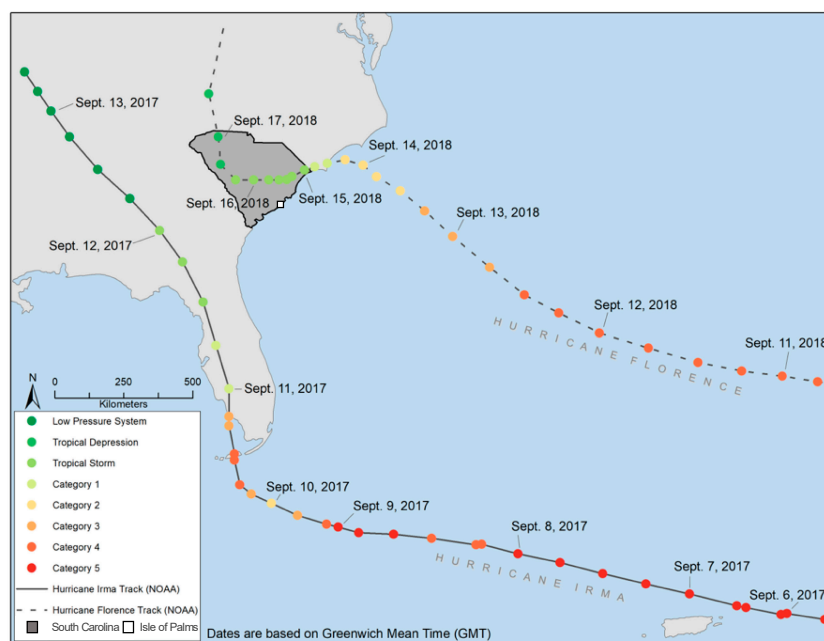 Sept. 13, 2017
Sept. 17, 2018
Sept. 14, 2018
Sept. 16, 2018
Sept. 15, 2018
Sept. 13, 2018
Sept. 12, 2017
Sept. 12, 2018
HURRICANE FLORENCE
Sept. 11, 2018
N
0 250 500
Kilometers
Sept. 11, 2017
Low Pressure System
Tropical Depression
Tropical Storm
Category 1
Category 2
Category 3
Category 4
Category 5
Hurricane Irma Track (NOAA)
Hurricane Florence Track (NOAA)
South Carolina Isle of Palms
Sept. 10, 2017
Sept. 9, 2017
Sept. 8, 2017
HURRICANE IRMA
Sept. 7, 2017
Sept. 6, 2017
Dates are based on Greenwich Mean Time (GMT)